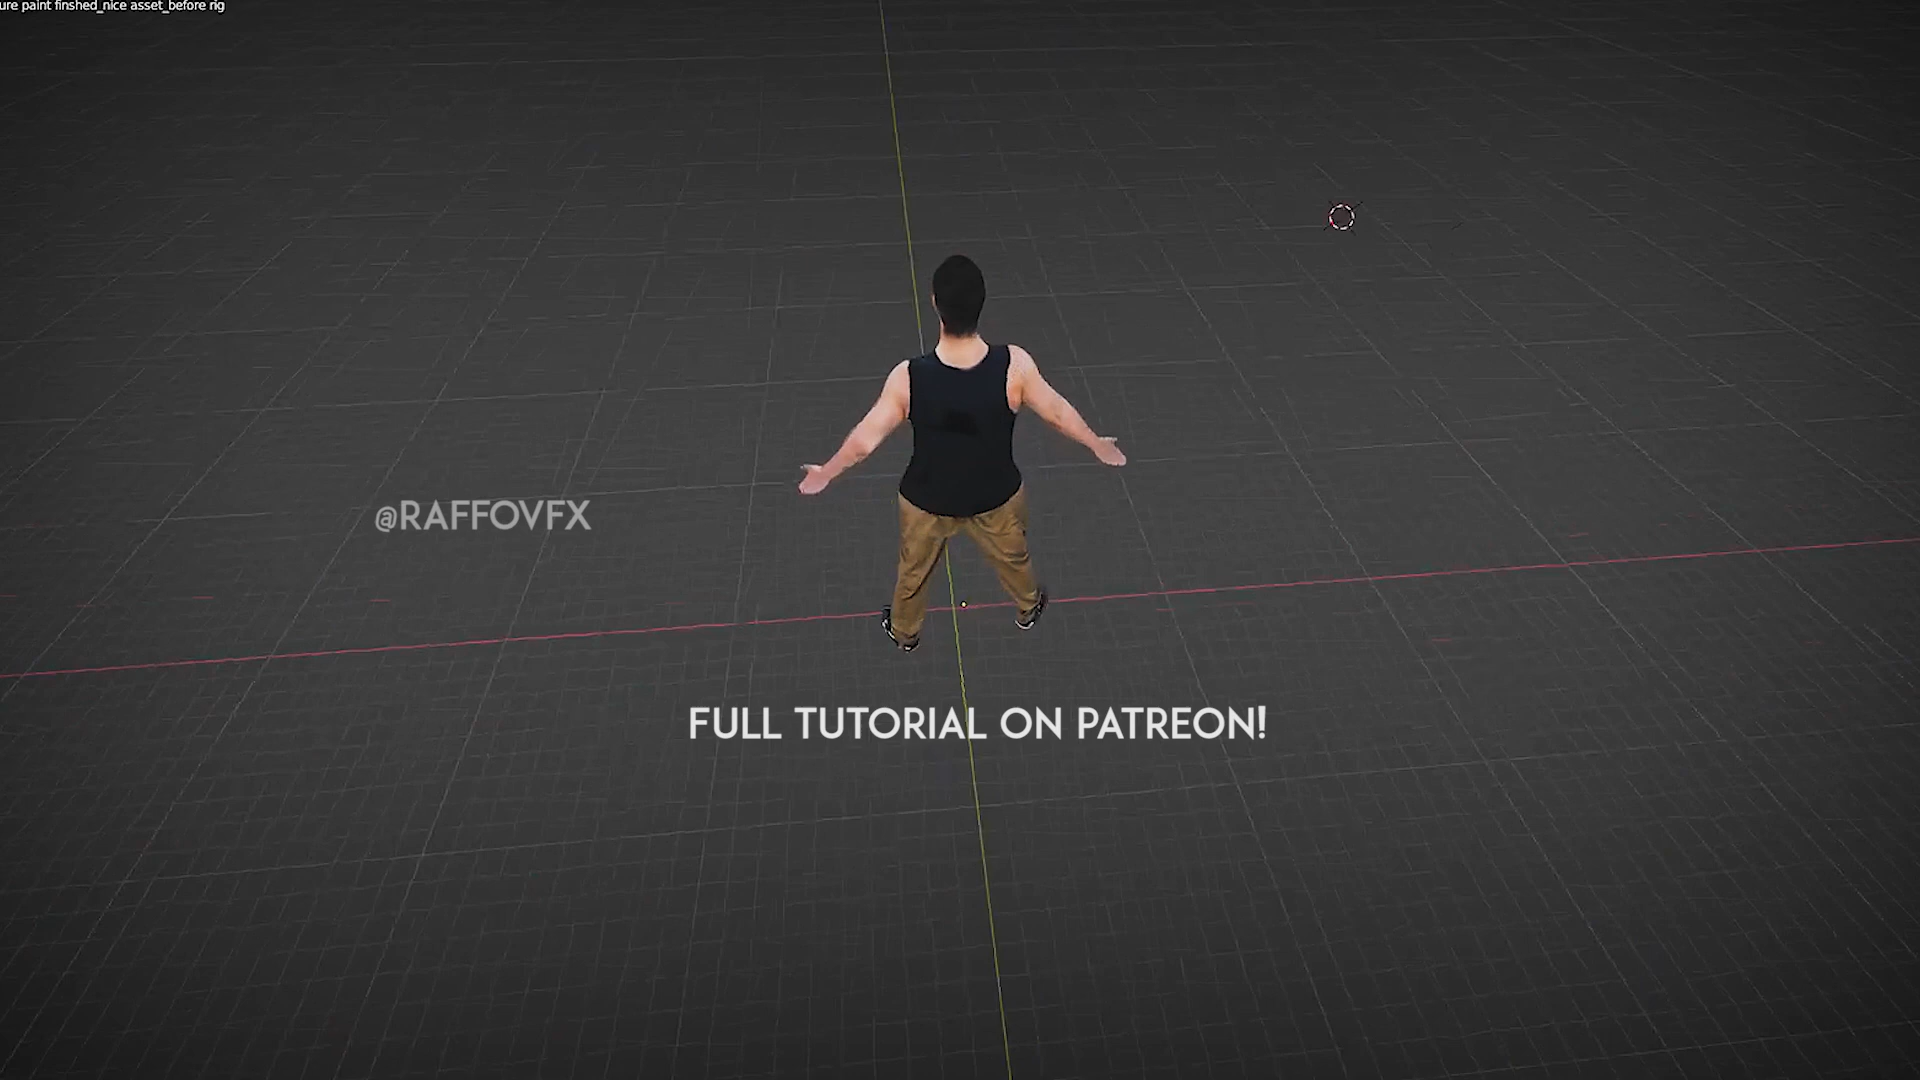 ure paint finshed_nice asset_before rig
@RAFFOVFX
FULL TUTORIAL ON PATREON!